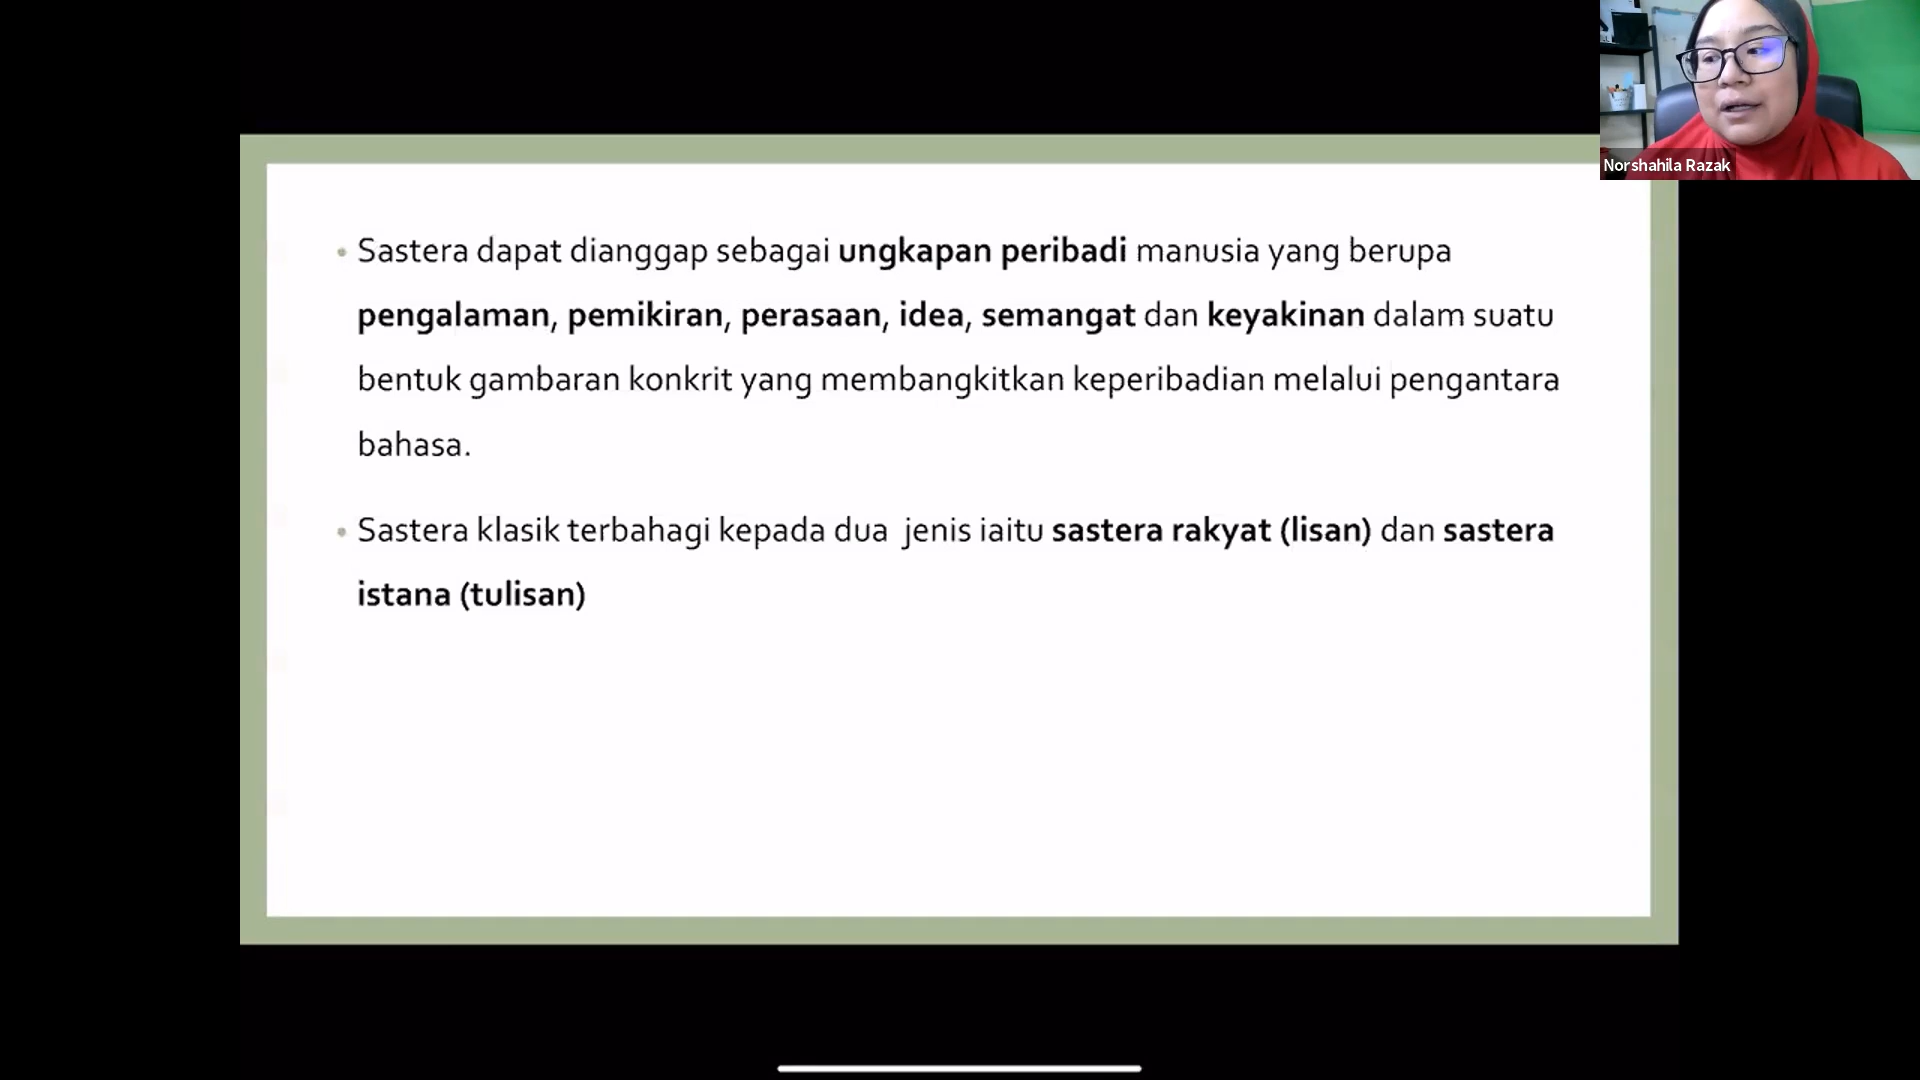 Norshahila Razak
• Sastera dapat dianggap sebagai ungkapan peribadi manusia yang berupa
pengalaman, pemikiran, perasaan, idea, semangat dan keyakinan dalam suatu
bentuk gambaran konkrit yang membangkitkan keperibadian melalui pengantara
bahasa.
• Sastera klasik terbahagi kepada dua  jenis iaitu sastera rakyat (lisan) dan sastera
istana (tulisan)